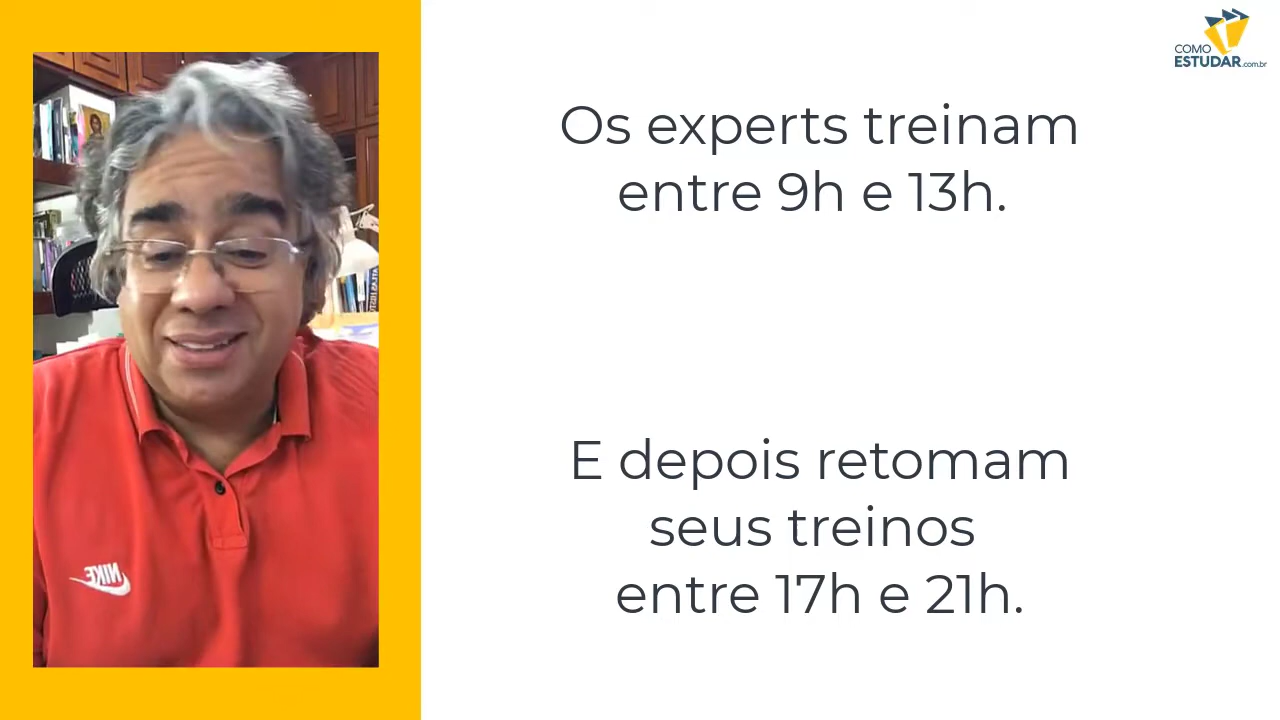 COMO
ESTUDAR.com.br
Os experts treinam
entre 9h e 13h.
E depois retomam
seus treinos
entre 17h e 21h.
NIKE